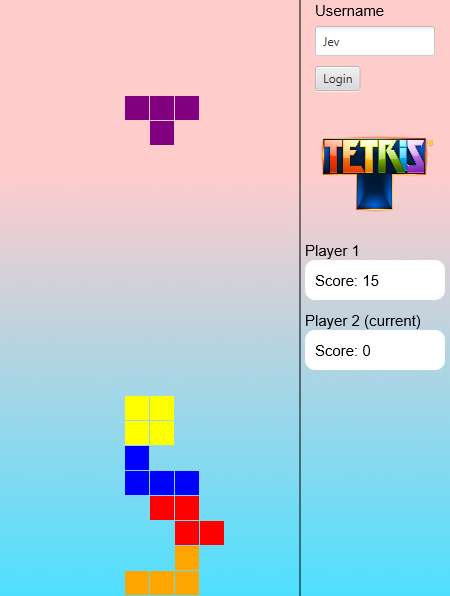 Username
Jev
Login
TETRIS
Player 1
Score: 15
Player 2 (current)
Score: 0